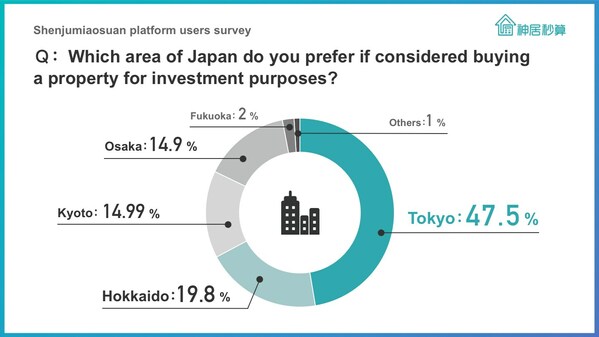 Shenjumiaosuan platform users survey
神居秒算
Q： Which area of Japan do you prefer if considered buying
a property for investment purposes?
Fukuoka：2 %
Others：1 %
Osaka：14.9 %
Kyoto：14.99 %
Tokyo：47.5 %
Hokkaido：19.8 %